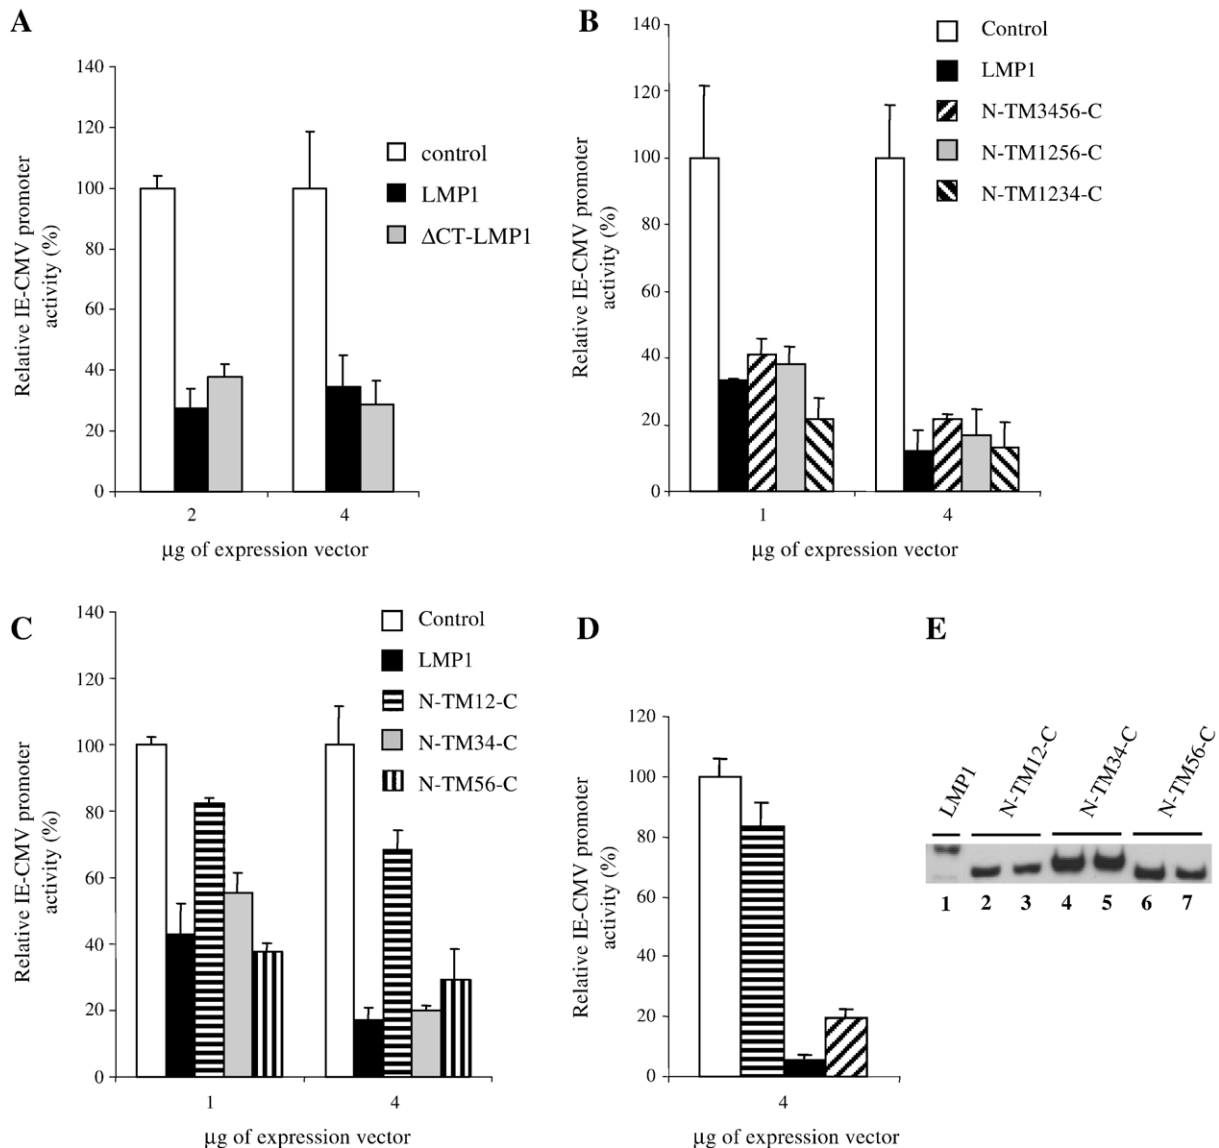 A
140
120
100
80
60
40
20
0
Relative IE-CMV promoter
activity (%)
control
LMP1
ΔCT-LMP1
2
4
µg of expression vector
B
140
120
100
80
60
40
20
0
Relative IE-CMV promoter
activity (%)
Control
LMP1
N-TM3456-C
N-TM1256-C
N-TM1234-C
1
4
µg of expression vector
C
140
120
100
80
60
40
20
0
Relative IE-CMV promoter
activity (%)
Control
LMP1
N-TM12-C
N-TM34-C
N-TM56-C
1
4
µg of expression vector
D
120
100
80
60
40
20
0
Relative IE-CMV promoter
activity (%)
4
µg of expression vector
E
LMP1
N-TM12-C
N-TM34-C
N-TM56-C
1 2 3 4 5 6 7